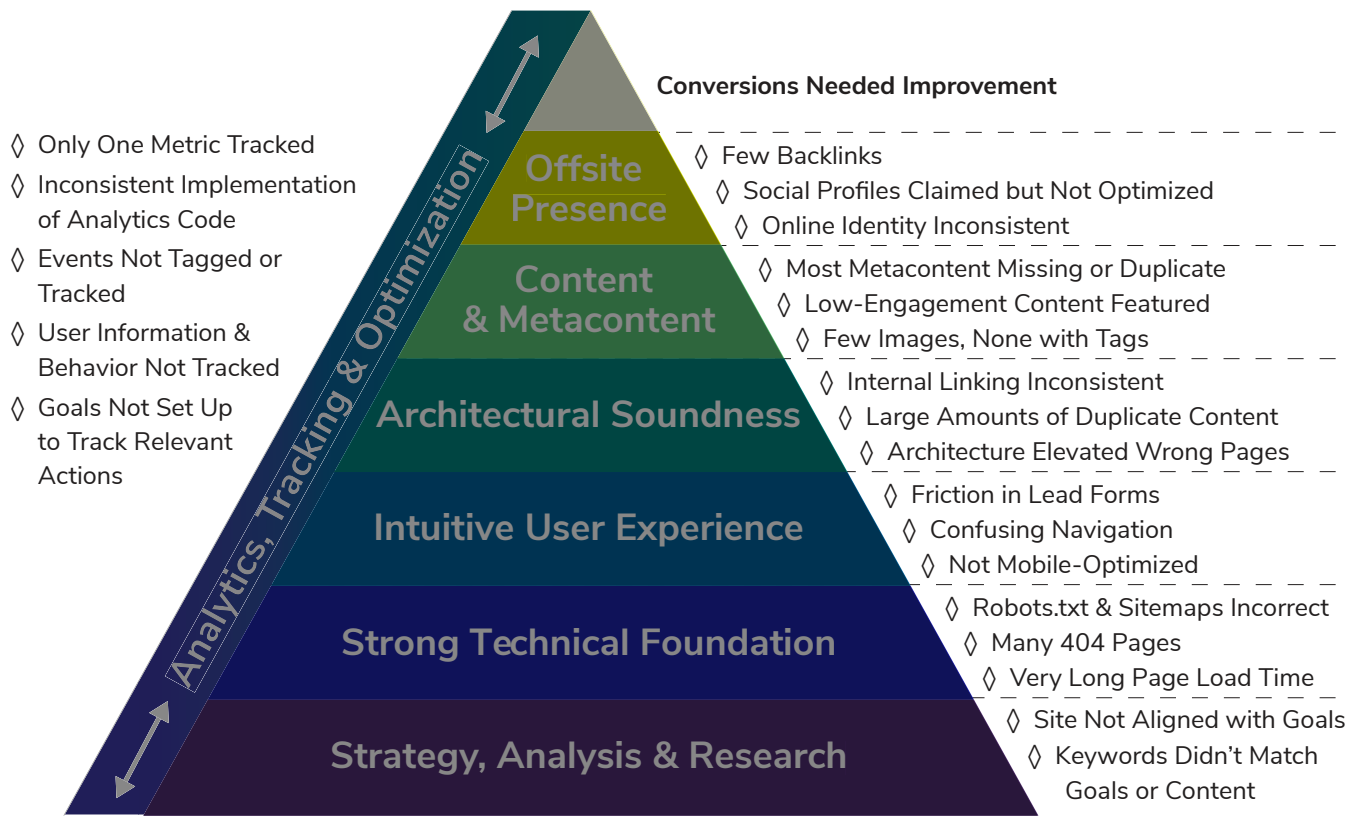 Conversions Needed Improvement
◊ Only One Metric Tracked
◊ Inconsistent Implementation
of Analytics Code
◊ Events Not Tagged or
Tracked
◊ User Information &
Behavior Not Tracked
◊ Goals Not Set Up
to Track Relevant
Actions
Analytics, Tracking & Optimization
Offsite
Presence
◊ Few Backlinks
◊ Social Profiles Claimed but Not Optimized
◊ Online Identity Inconsistent
Content
& Metacontent
◊ Most Metacontent Missing or Duplicate
◊ Low-Engagement Content Featured
◊ Few Images, None with Tags
Architectural Soundness
◊ Internal Linking Inconsistent
◊ Large Amounts of Duplicate Content
◊ Architecture Elevated Wrong Pages
Intuitive User Experience
◊ Friction in Lead Forms
◊ Confusing Navigation
◊ Not Mobile-Optimized
Strong Technical Foundation
◊ Robots.txt & Sitemaps Incorrect
◊ Many 404 Pages
◊ Very Long Page Load Time
Strategy, Analysis & Research
◊ Site Not Aligned with Goals
◊ Keywords Didn’t Match
Goals or Content